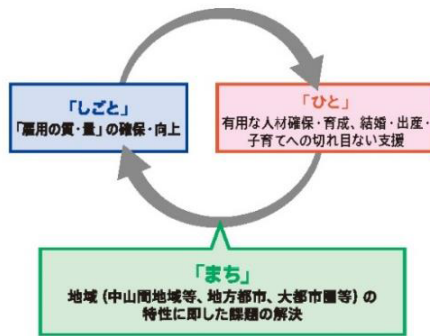 「しごと」
「雇用の質・量」の確保・向上
「ひと」
有用な人材確保・育成、結婚・出産・
子育てへの切れ目ない支援
「まち」
地域（中山間地域等、地方都市、大都市圏等）の
特性に即した課題の解決